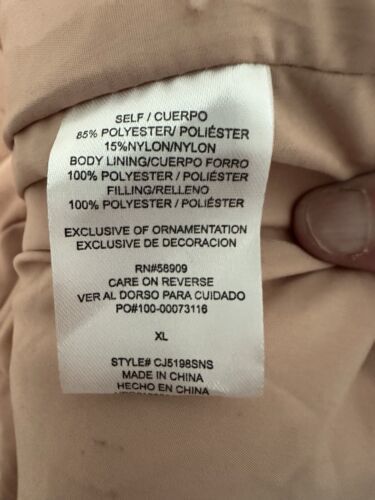 SELF / CUERPO
85% POLYESTER/ POLIÉSTER
15%NYLON/NYLON
BODY LINING/CUERPO FORRO
100% POLYESTER/ POLIÉSTER
FILLING/RELLENO
100% POLYESTER/ POLIÉSTER
EXCLUSIVE OF ORNAMENTATION
EXCLUSIVE DE DECORACION
RN#56909
CARE ON REVERSE
VER AL DORSO PARA CUIDADO
PO#100-00073116
XL
STYLE# CJ5198SNS
MADE IN CHINA
HECHO EN CHINA